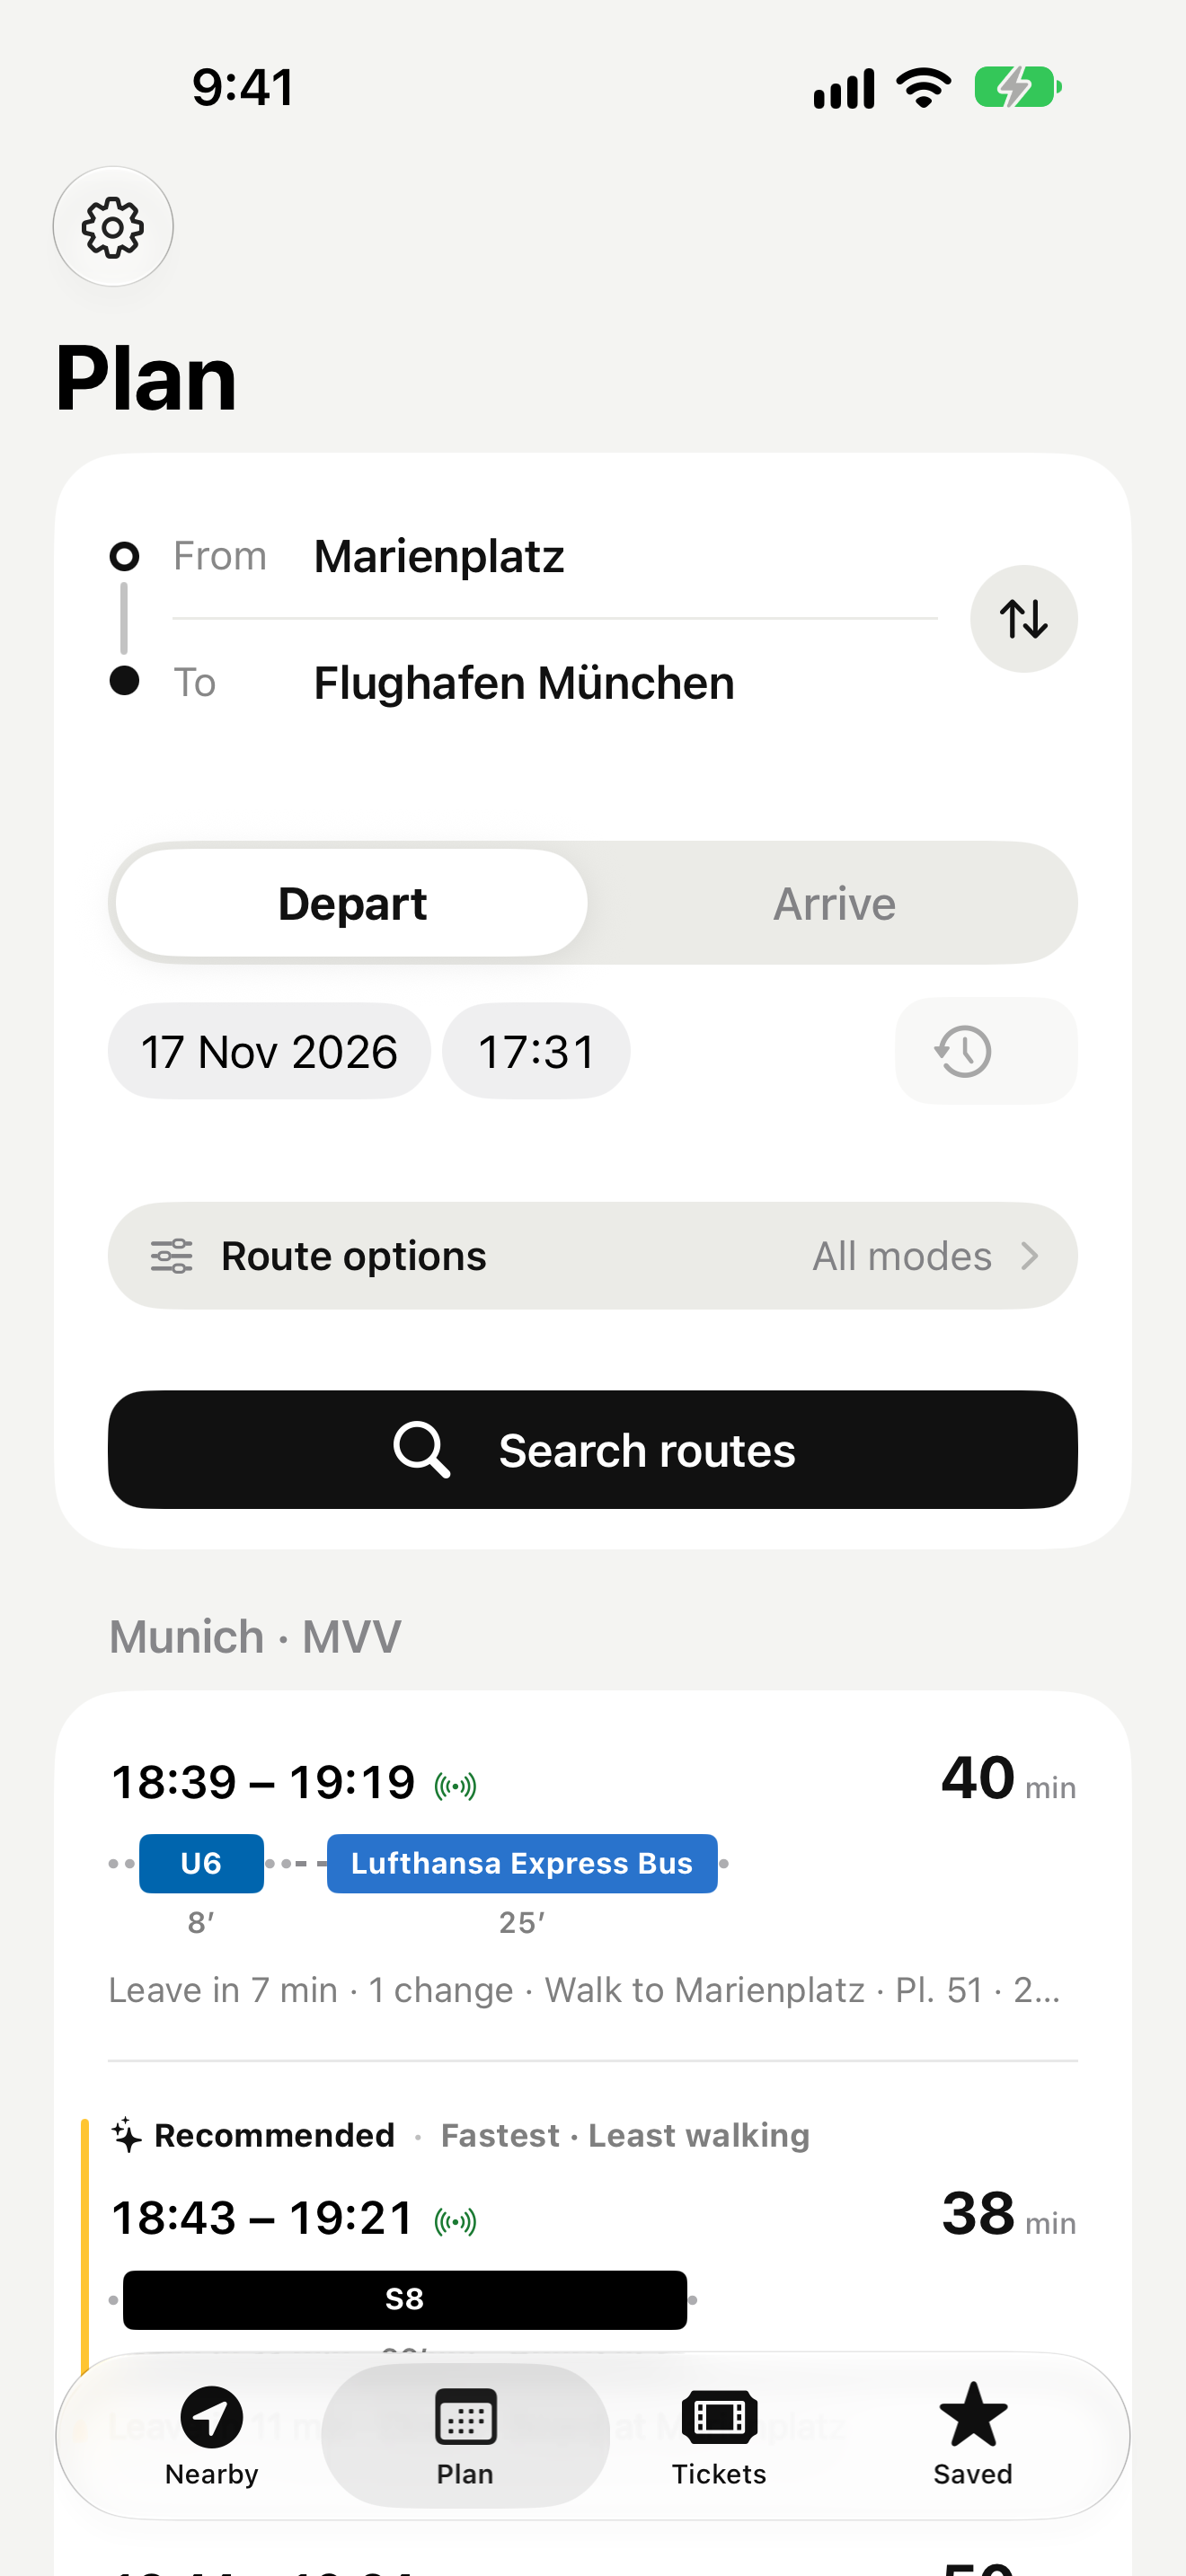 9:41
Plan
From Marienplatz
To Flughafen München
Depart Arrive
17 Nov 2026 17:31
Route options All modes
Search routes
Munich · MVV
18:39 – 19:19 40 min
U6 Lufthansa Express Bus
8’ 25’
Leave in 7 min · 1 change · Walk to Marienplatz · Pl. 51 · 2...
Recommended · Fastest · Least walking
18:43 – 19:21 38 min
S8
Nearby Plan Tickets Saved